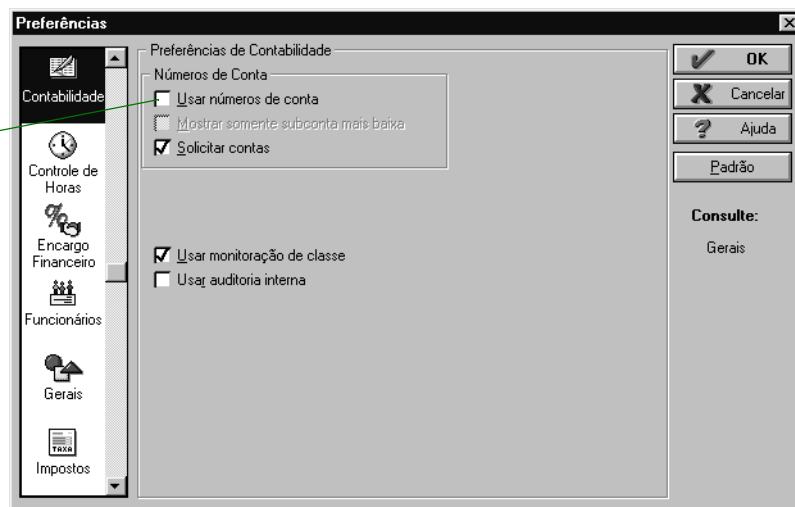 Preferências
Contabilidade
Controle de
Horas
Encargo
Financeiro
Funcionários
Gerais
TAXA
Impostos
Preferências de Contabilidade
Números de Conta
Usar números de conta
Mostrar somente subconta mais baixa
Solicitar contas
Usar monitoração de classe
Usar auditoria interna
OK
Cancelar
Ajuda
Padrão
Consulte:
Gerais